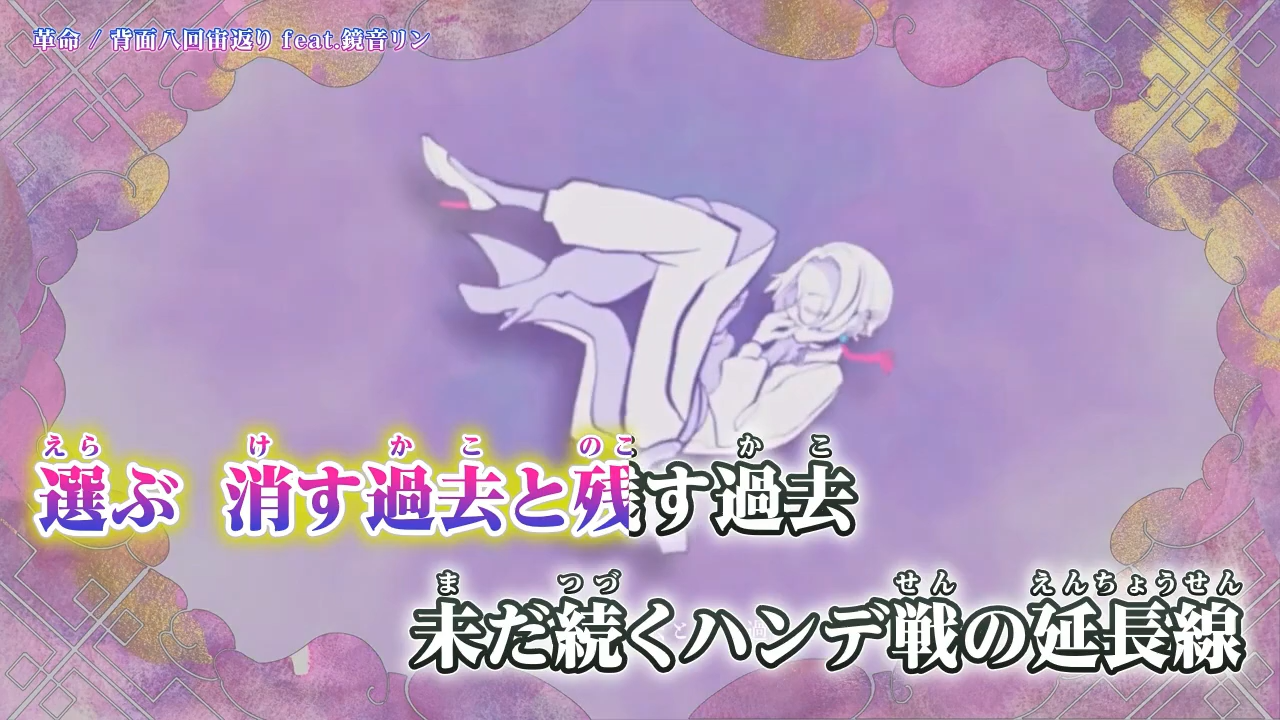 革命 / 背面八回宙返り feat.鏡音リン
えら け か こ のこ か こ
選ぶ 消す過去と残す過去
ま つづ せん えんちょうせん
未だ続くハンデ戦の延長線